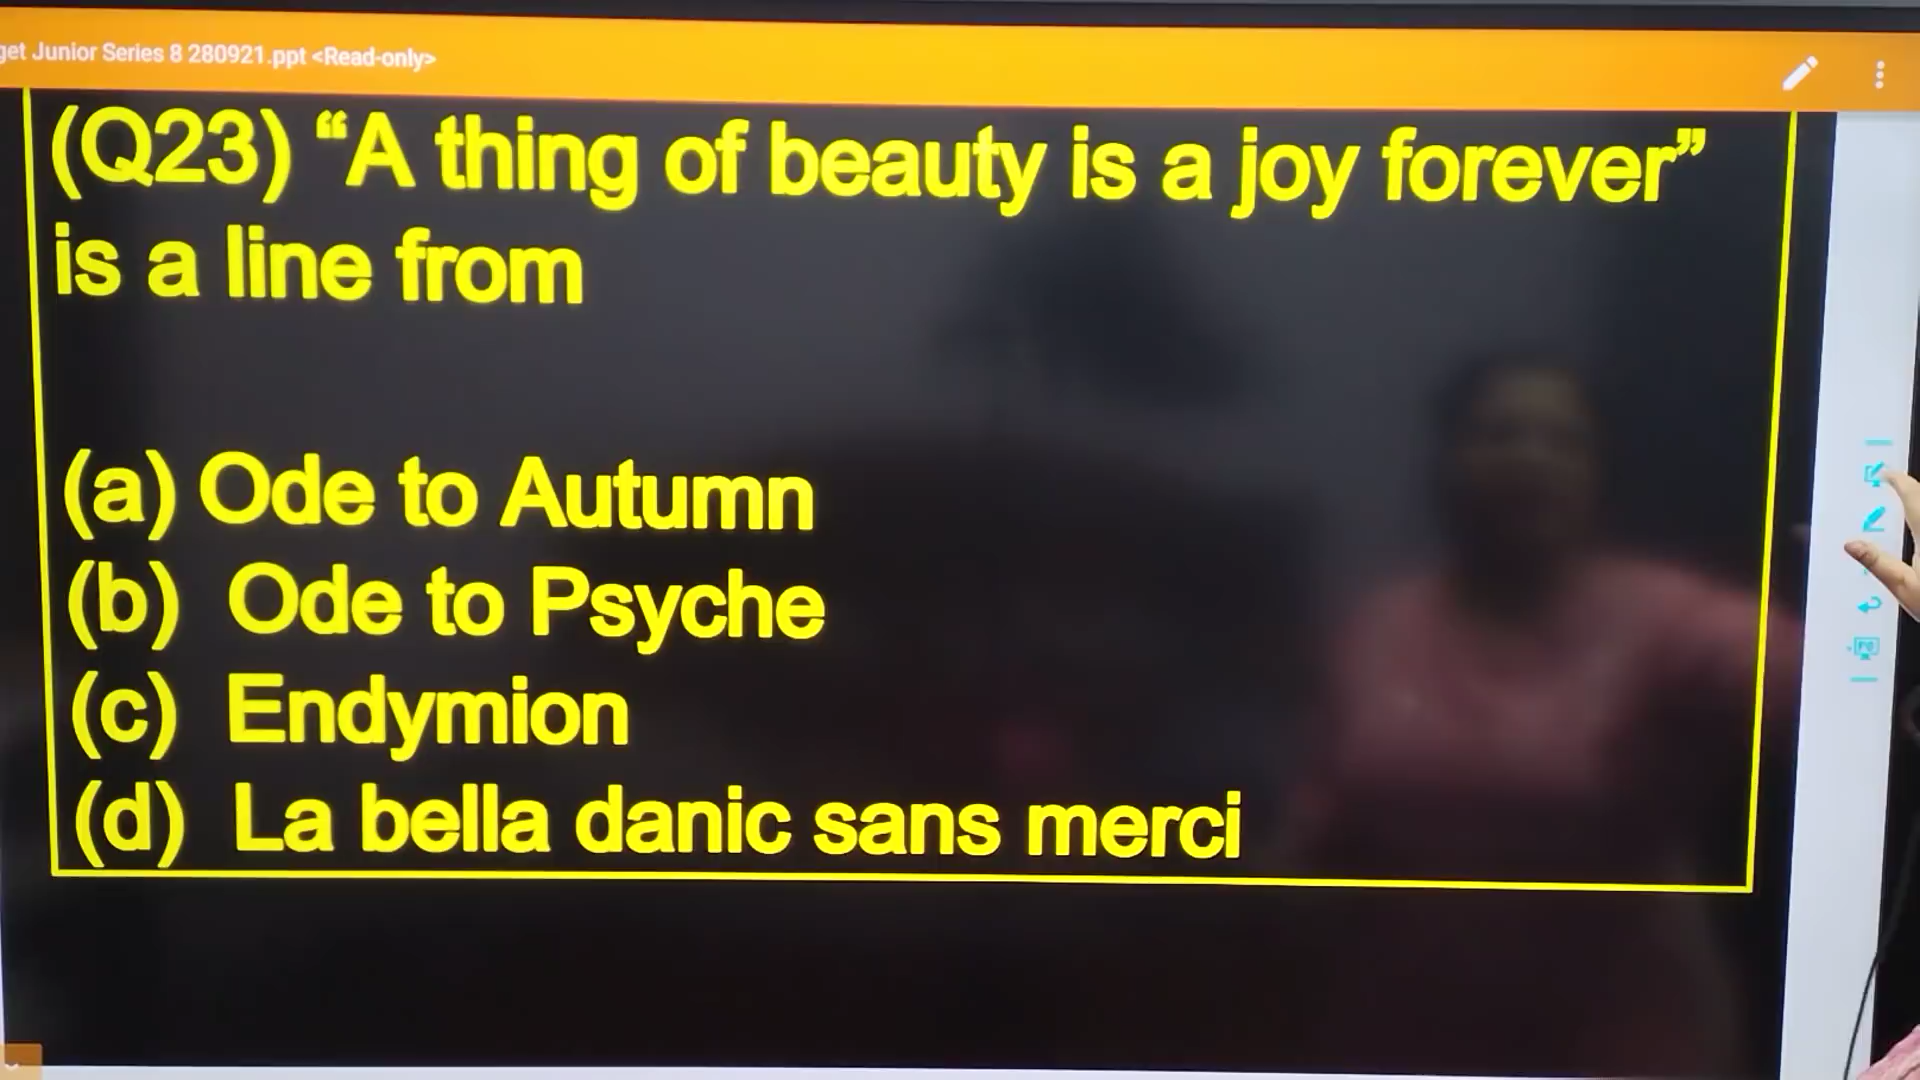 get Junior Series 8 280921.ppt <Read-only>
(Q23) “A thing of beauty is a joy forever”
is a line from
(a) Ode to Autumn
(b) Ode to Psyche
(c) Endymion
(d) La bella danic sans merci